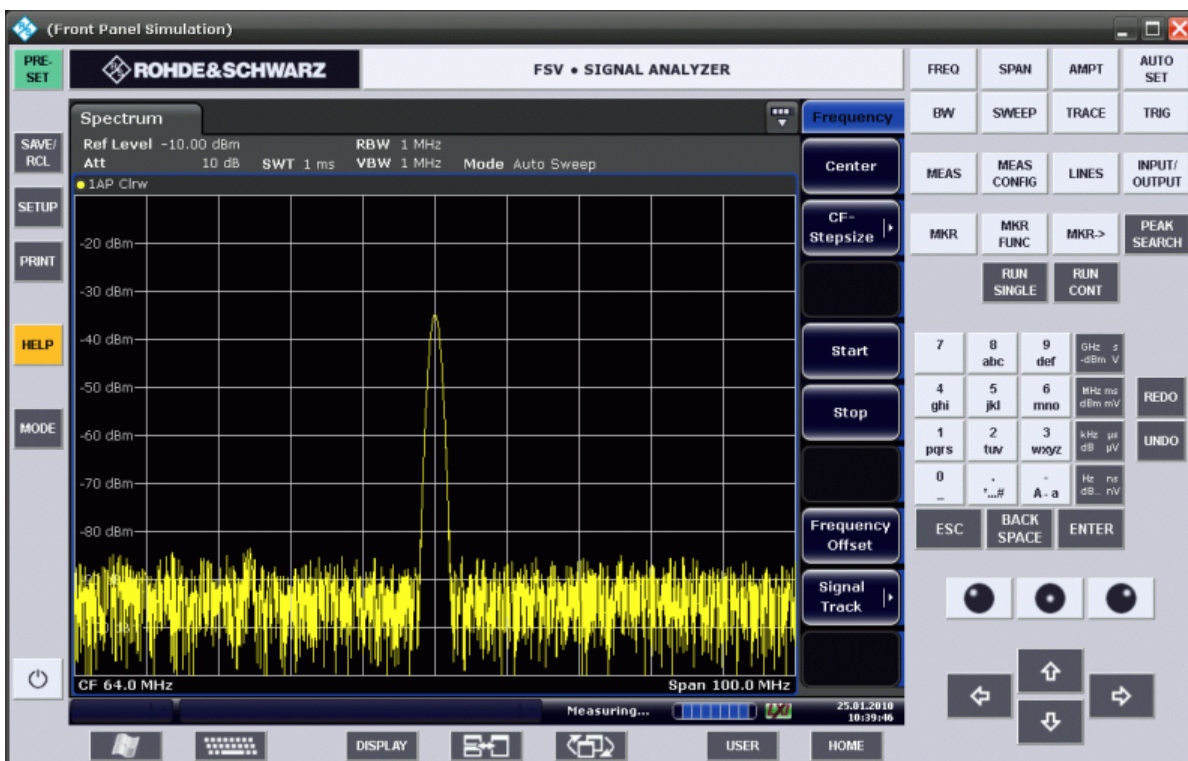 (Front Panel Simulation)
PRE-
SET
ROHDE&SCHWARZ
FSV • SIGNAL ANALYZER
FREQ
SPAN
AMPT
AUTO
SET
BW
SWEEP
TRACE
TRIG
SAVE/
RCL
SETUP
PRINT
HELP
MODE
Spectrum
Ref Level -10.00 dBm
RBW 1 MHz
Att 10 dB SWT 1 ms VBW 1 MHz Mode Auto Sweep
1AP Clrw
-20 dBm
-30 dBm
-40 dBm
-50 dBm
-60 dBm
-70 dBm
-80 dBm
CF 64.0 MHz
Span 100.0 MHz
Measuring...
25.01.2010
10:39:46
Frequency
Center
CF-
Stepsize
Start
Stop
Frequency
Offset
Signal
Track
MEAS
MEAS
CONFIG
LINES
INPUT/
OUTPUT
MKR
MKR
FUNC
MKR->
PEAK
SEARCH
RUN
SINGLE
RUN
CONT
7
8
abc
9
def
GHz s
-dBm V
4
ghi
5
jkl
6
mno
MHz ms
dBm mV
REDO
1
pqrs
2
tuv
3
wxyz
kHz µs
dB µV
UNDO
0
_
.
*...#
-
A - a
Hz ns
dB... nV
ESC
BACK
SPACE
ENTER
DISPLAY
USER
HOME